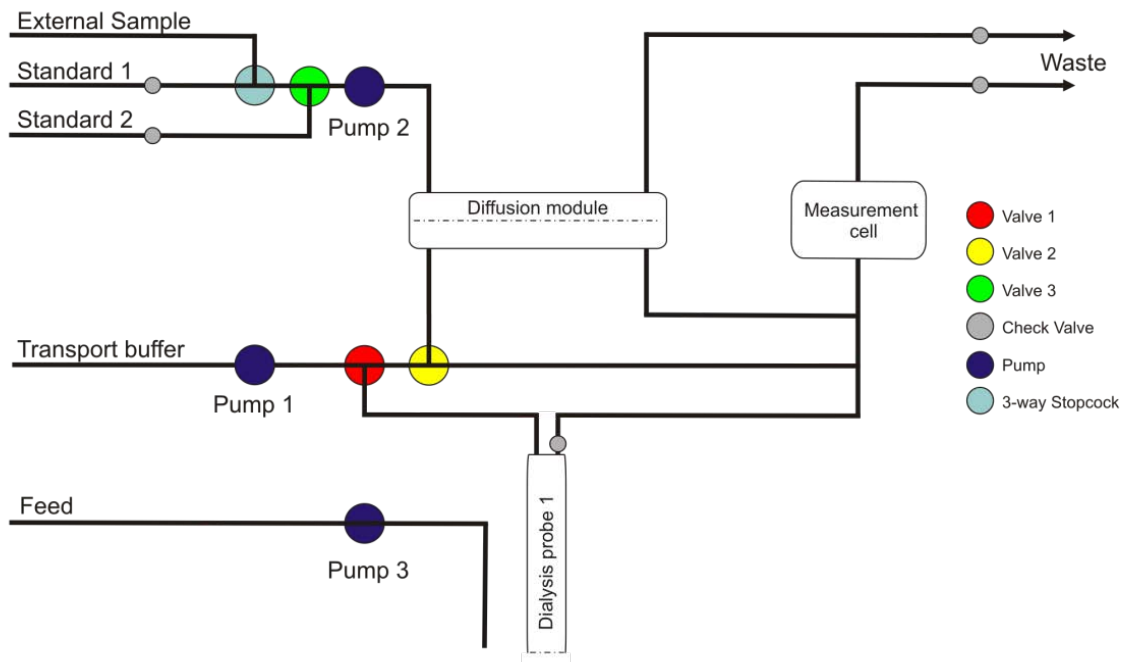 External Sample
Standard 1
Standard 2
Pump 2
Waste
Diffusion module
Measurement
cell
Valve 1
Valve 2
Valve 3
Check Valve
Pump
3-way Stopcock
Transport buffer
Pump 1
Feed
Pump 3
Dialysis probe 1